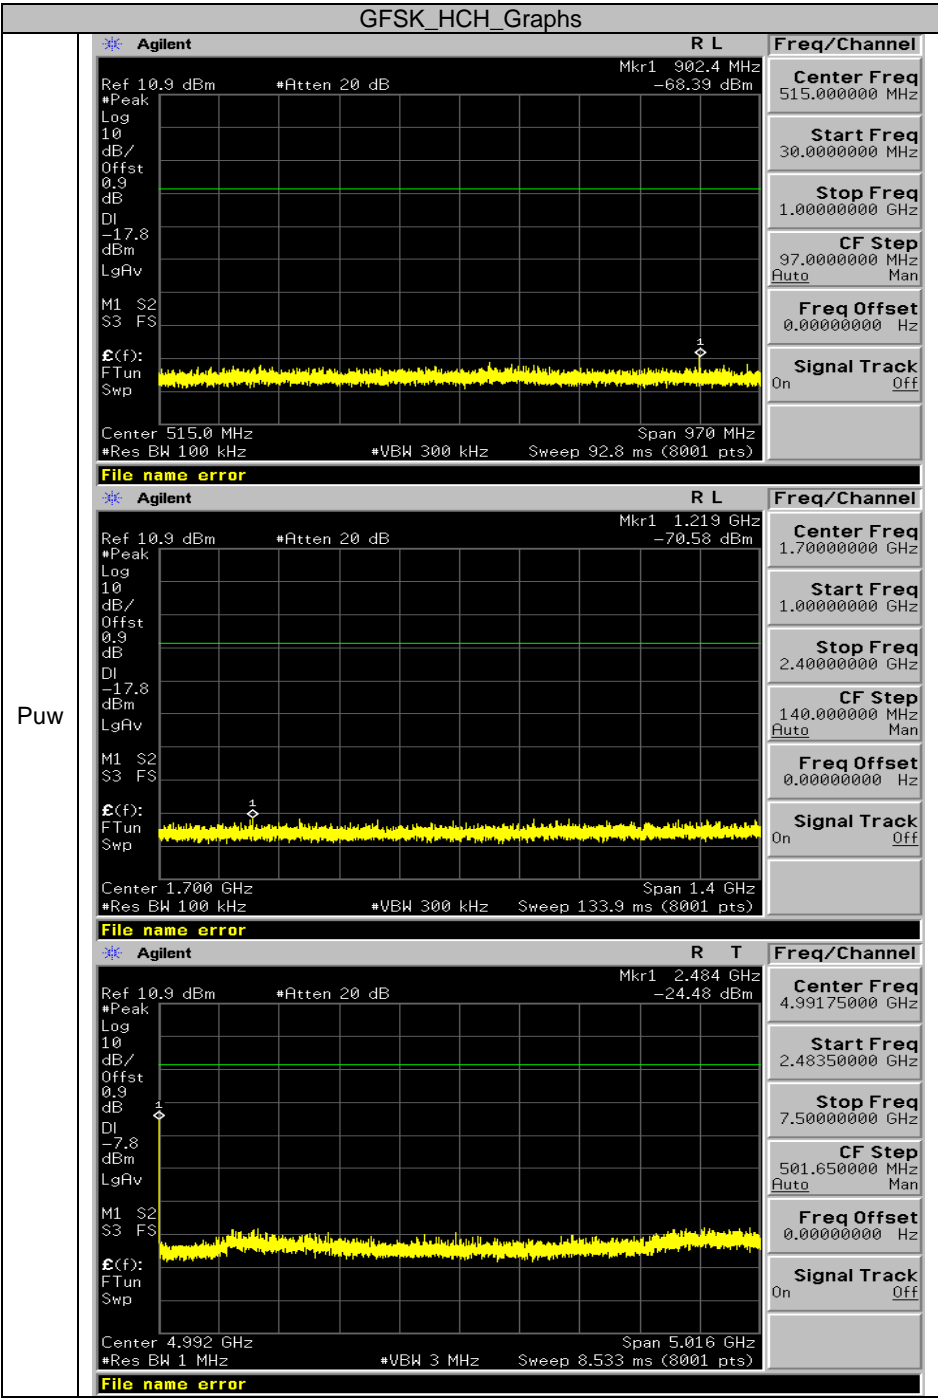 GFSK_HCH_Graphs
Puw
Agilent R L Freq/Channel
Mkr1 902.4 MHz
Ref 10.9 dBm #Atten 20 dB -68.39 dBm
#Peak
Log
10
dB/
Offst
0.9
dB
DI
-17.8
dBm
LgAv
M1 S2
S3 FS
£(f):
FTun
Swp
1
Center 515.0 MHz Span 970 MHz
#Res BW 100 kHz #VBW 300 kHz Sweep 92.8 ms (8001 pts)
File name error
Center Freq
515.000000 MHz
Start Freq
30.0000000 MHz
Stop Freq
1.00000000 GHz
CF Step
97.0000000 MHz
Auto Man
Freq Offset
0.00000000 Hz
Signal Track
On Off
Agilent R L Freq/Channel
Mkr1 1.219 GHz
Ref 10.9 dBm #Atten 20 dB -70.58 dBm
#Peak
Log
10
dB/
Offst
0.9
dB
DI
-17.8
dBm
LgAv
M1 S2
S3 FS
£(f):
FTun
Swp
1
Center 1.700 GHz Span 1.4 GHz
#Res BW 100 kHz #VBW 300 kHz Sweep 133.9 ms (8001 pts)
File name error
Center Freq
1.70000000 GHz
Start Freq
1.00000000 GHz
Stop Freq
2.40000000 GHz
CF Step
140.000000 MHz
Auto Man
Freq Offset
0.00000000 Hz
Signal Track
On Off
Agilent R T Freq/Channel
Mkr1 2.484 GHz
Ref 10.9 dBm #Atten 20 dB -24.48 dBm
#Peak
Log
10
dB/
Offst
0.9
dB
DI
-7.8
dBm
LgAv
M1 S2
S3 FS
£(f):
FTun
Swp
1
Center 4.992 GHz Span 5.016 GHz
#Res BW 1 MHz #VBW 3 MHz Sweep 8.533 ms (8001 pts)
File name error
Center Freq
4.99175000 GHz
Start Freq
2.48350000 GHz
Stop Freq
7.50000000 GHz
CF Step
501.650000 MHz
Auto Man
Freq Offset
0.00000000 Hz
Signal Track
On Off